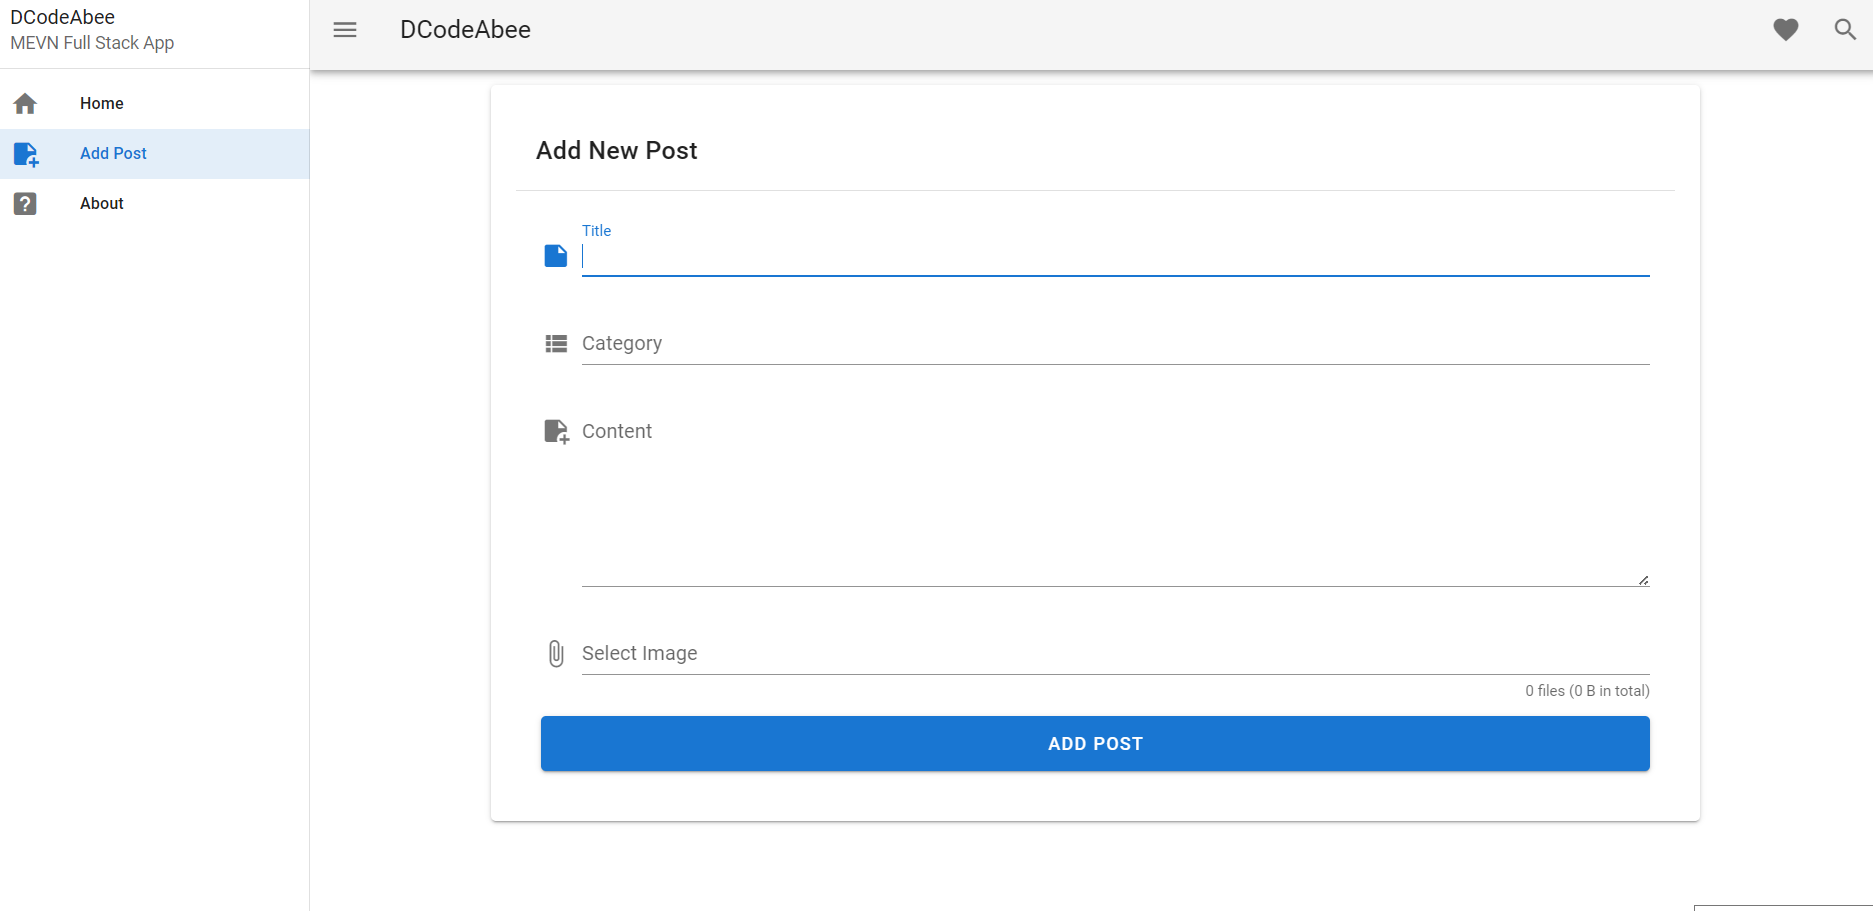 DCodeAbee
MEVN Full Stack App
Home
Add Post
About
DCodeAbee
Add New Post
Title
Category
Content
Select Image
0 files (0 B in total)
ADD POST